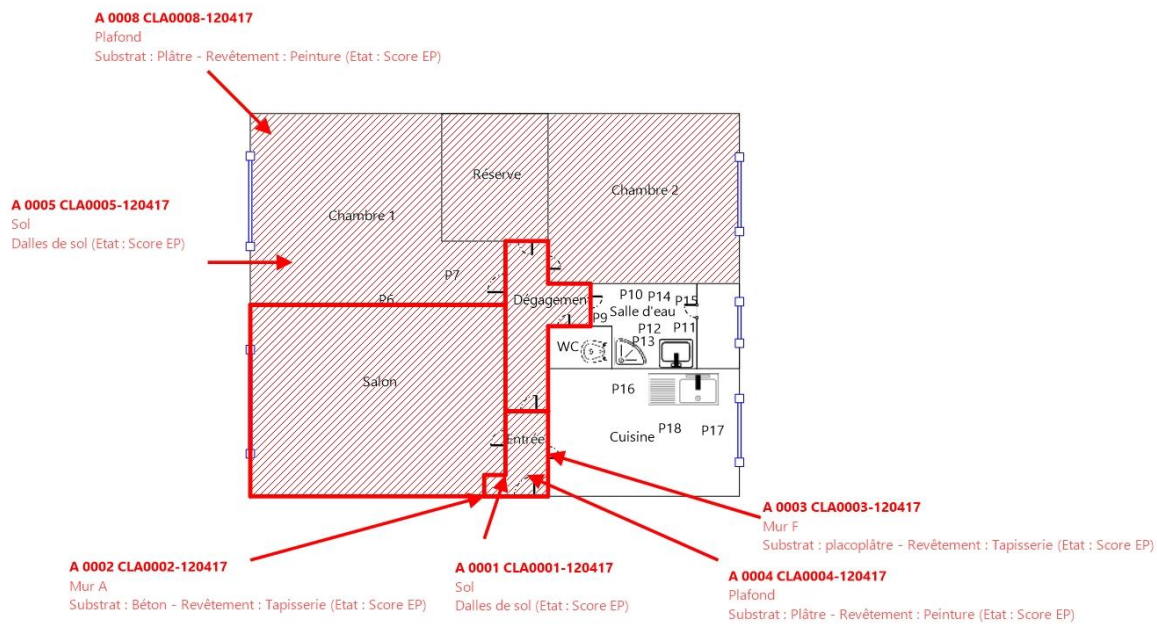 A 0008 CLA0008-120417
Plafond
Substrat : Plâtre - Revêtement : Peinture (Etat : Score EP)
Réserve
Chambre 2
A 0005 CLA0005-120417
Sol
Dalles de sol (Etat : Score EP)
Chambre 1
P7
P6
Dégagement
P10
P14
P15
Salle d'eau
P9
P12
P11
P13
WC
Salon
P16
Entrée
Cuisine
P18
P17
A 0003 CLA0003-120417
Mur F
Substrat : placoplâtre - Revêtement : Tapisserie (Etat : Score EP)
A 0002 CLA0002-120417
Mur A
Substrat : Béton - Revêtement : Tapisserie (Etat : Score EP)
A 0001 CLA0001-120417
Sol
Dalles de sol (Etat : Score EP)
A 0004 CLA0004-120417
Plafond
Substrat : Plâtre - Revêtement : Peinture (Etat : Score EP)